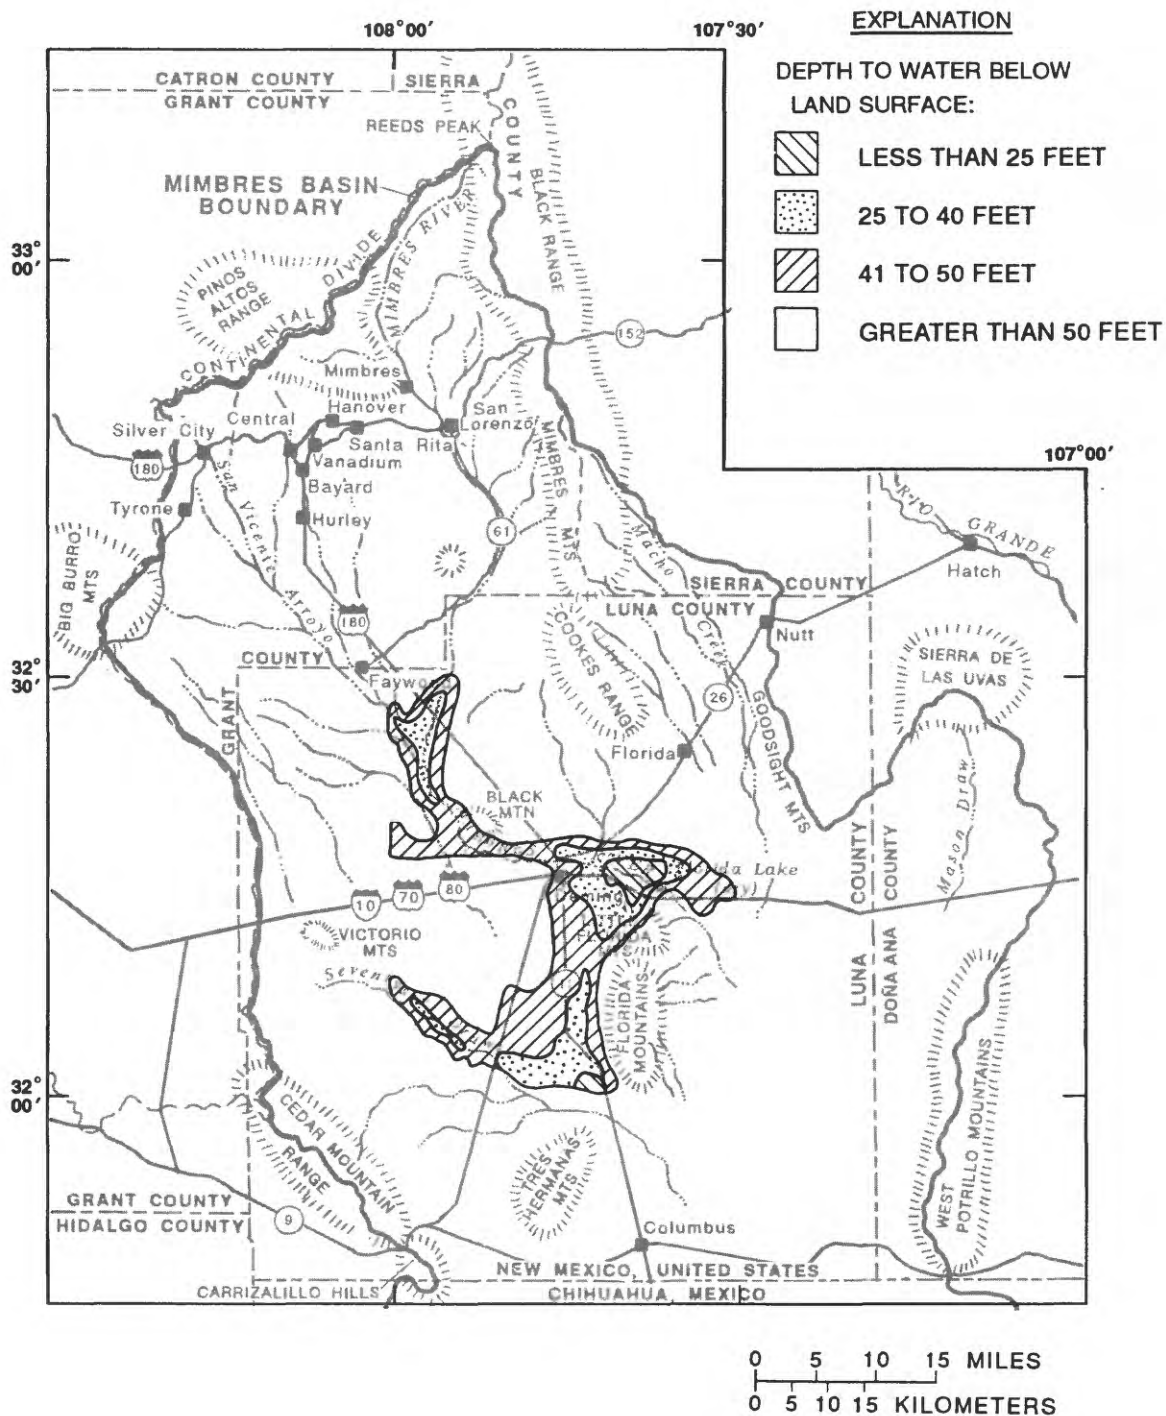 108°00'
107°30'
EXPLANATION
DEPTH TO WATER BELOW
LAND SURFACE:
LESS THAN 25 FEET
25 TO 40 FEET
41 TO 50 FEET
GREATER THAN 50 FEET
CATRON COUNTY
GRANT COUNTY
SIERRA
COUNTY
REEDS PEAK
MIMBRES BASIN
BOUNDARY
BLACK RANGE
MIMBRES RIVER
33°
00'
PINOS
ALTOS
RANGE
CONTINENTAL DIVIDE
152
Mimbres
Hanover
Central
San
Lorenzo
Silver City
Santa Rita
Vanadium
180
Bayard
Tyrone
Hurley
San Vicente Arroyo
61
MIMBRES MTS
Macho Creek
107°00'
RIO GRANDE
Hatch
BIG BURRO
MTS
SIERRA COUNTY
LUNA COUNTY
Nutt
180
COUNTY
GRANT
32°
30'
COOKES RANGE
26
GOODSIGHT MTS
SIERRA DE
LAS UVAS
Florida
Mason Draw
BLACK
MTN
Lake
10
70
80
LUNA COUNTY
DOÑA ANA COUNTY
VICTORIO
MTS
FLORIDA
MOUNTAINS
32°
00'
CEDAR MOUNTAIN
RANGE
TRES
HERMANAS
MTS
WEST
POTRILLO MOUNTAINS
GRANT COUNTY
HIDALGO COUNTY
9
Columbus
NEW MEXICO, UNITED STATES
CHIHUAHUA, MEXICO
CARRIZALILLO HILLS
0 5 10 15 MILES
0 5 10 15 KILOMETERS